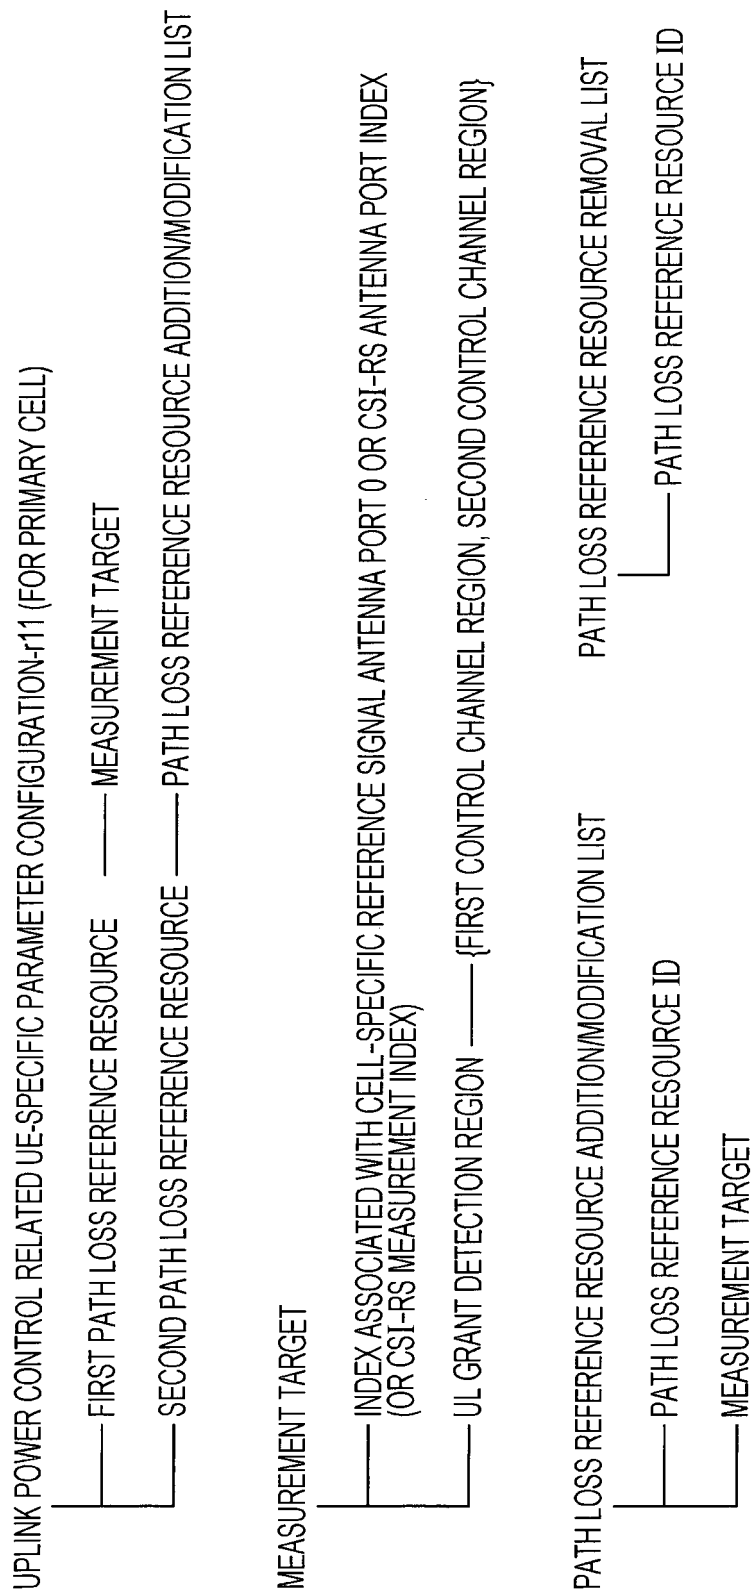 UPLINK POWER CONTROL RELATED UE-SPECIFIC PARAMETER CONFIGURATION-r11 (FOR PRIMARY CELL)
FIRST PATH LOSS REFERENCE RESOURCE
MEASUREMENT TARGET
SECOND PATH LOSS REFERENCE RESOURCE
PATH LOSS REFERENCE RESOURCE ADDITION/MODIFICATION LIST
MEASUREMENT TARGET
INDEX ASSOCIATED WITH CELL-SPECIFIC REFERENCE SIGNAL ANTENNA PORT 0 OR CSI-RS ANTENNA PORT INDEX
(OR CSI-RS MEASUREMENT INDEX)
UL GRANT DETECTION REGION
{FIRST CONTROL CHANNEL REGION, SECOND CONTROL CHANNEL REGION}
PATH LOSS REFERENCE RESOURCE ADDITION/MODIFICATION LIST
PATH LOSS REFERENCE RESOURCE ID
MEASUREMENT TARGET
PATH LOSS REFERENCE RESOURCE REMOVAL LIST
PATH LOSS REFERENCE RESOURCE ID